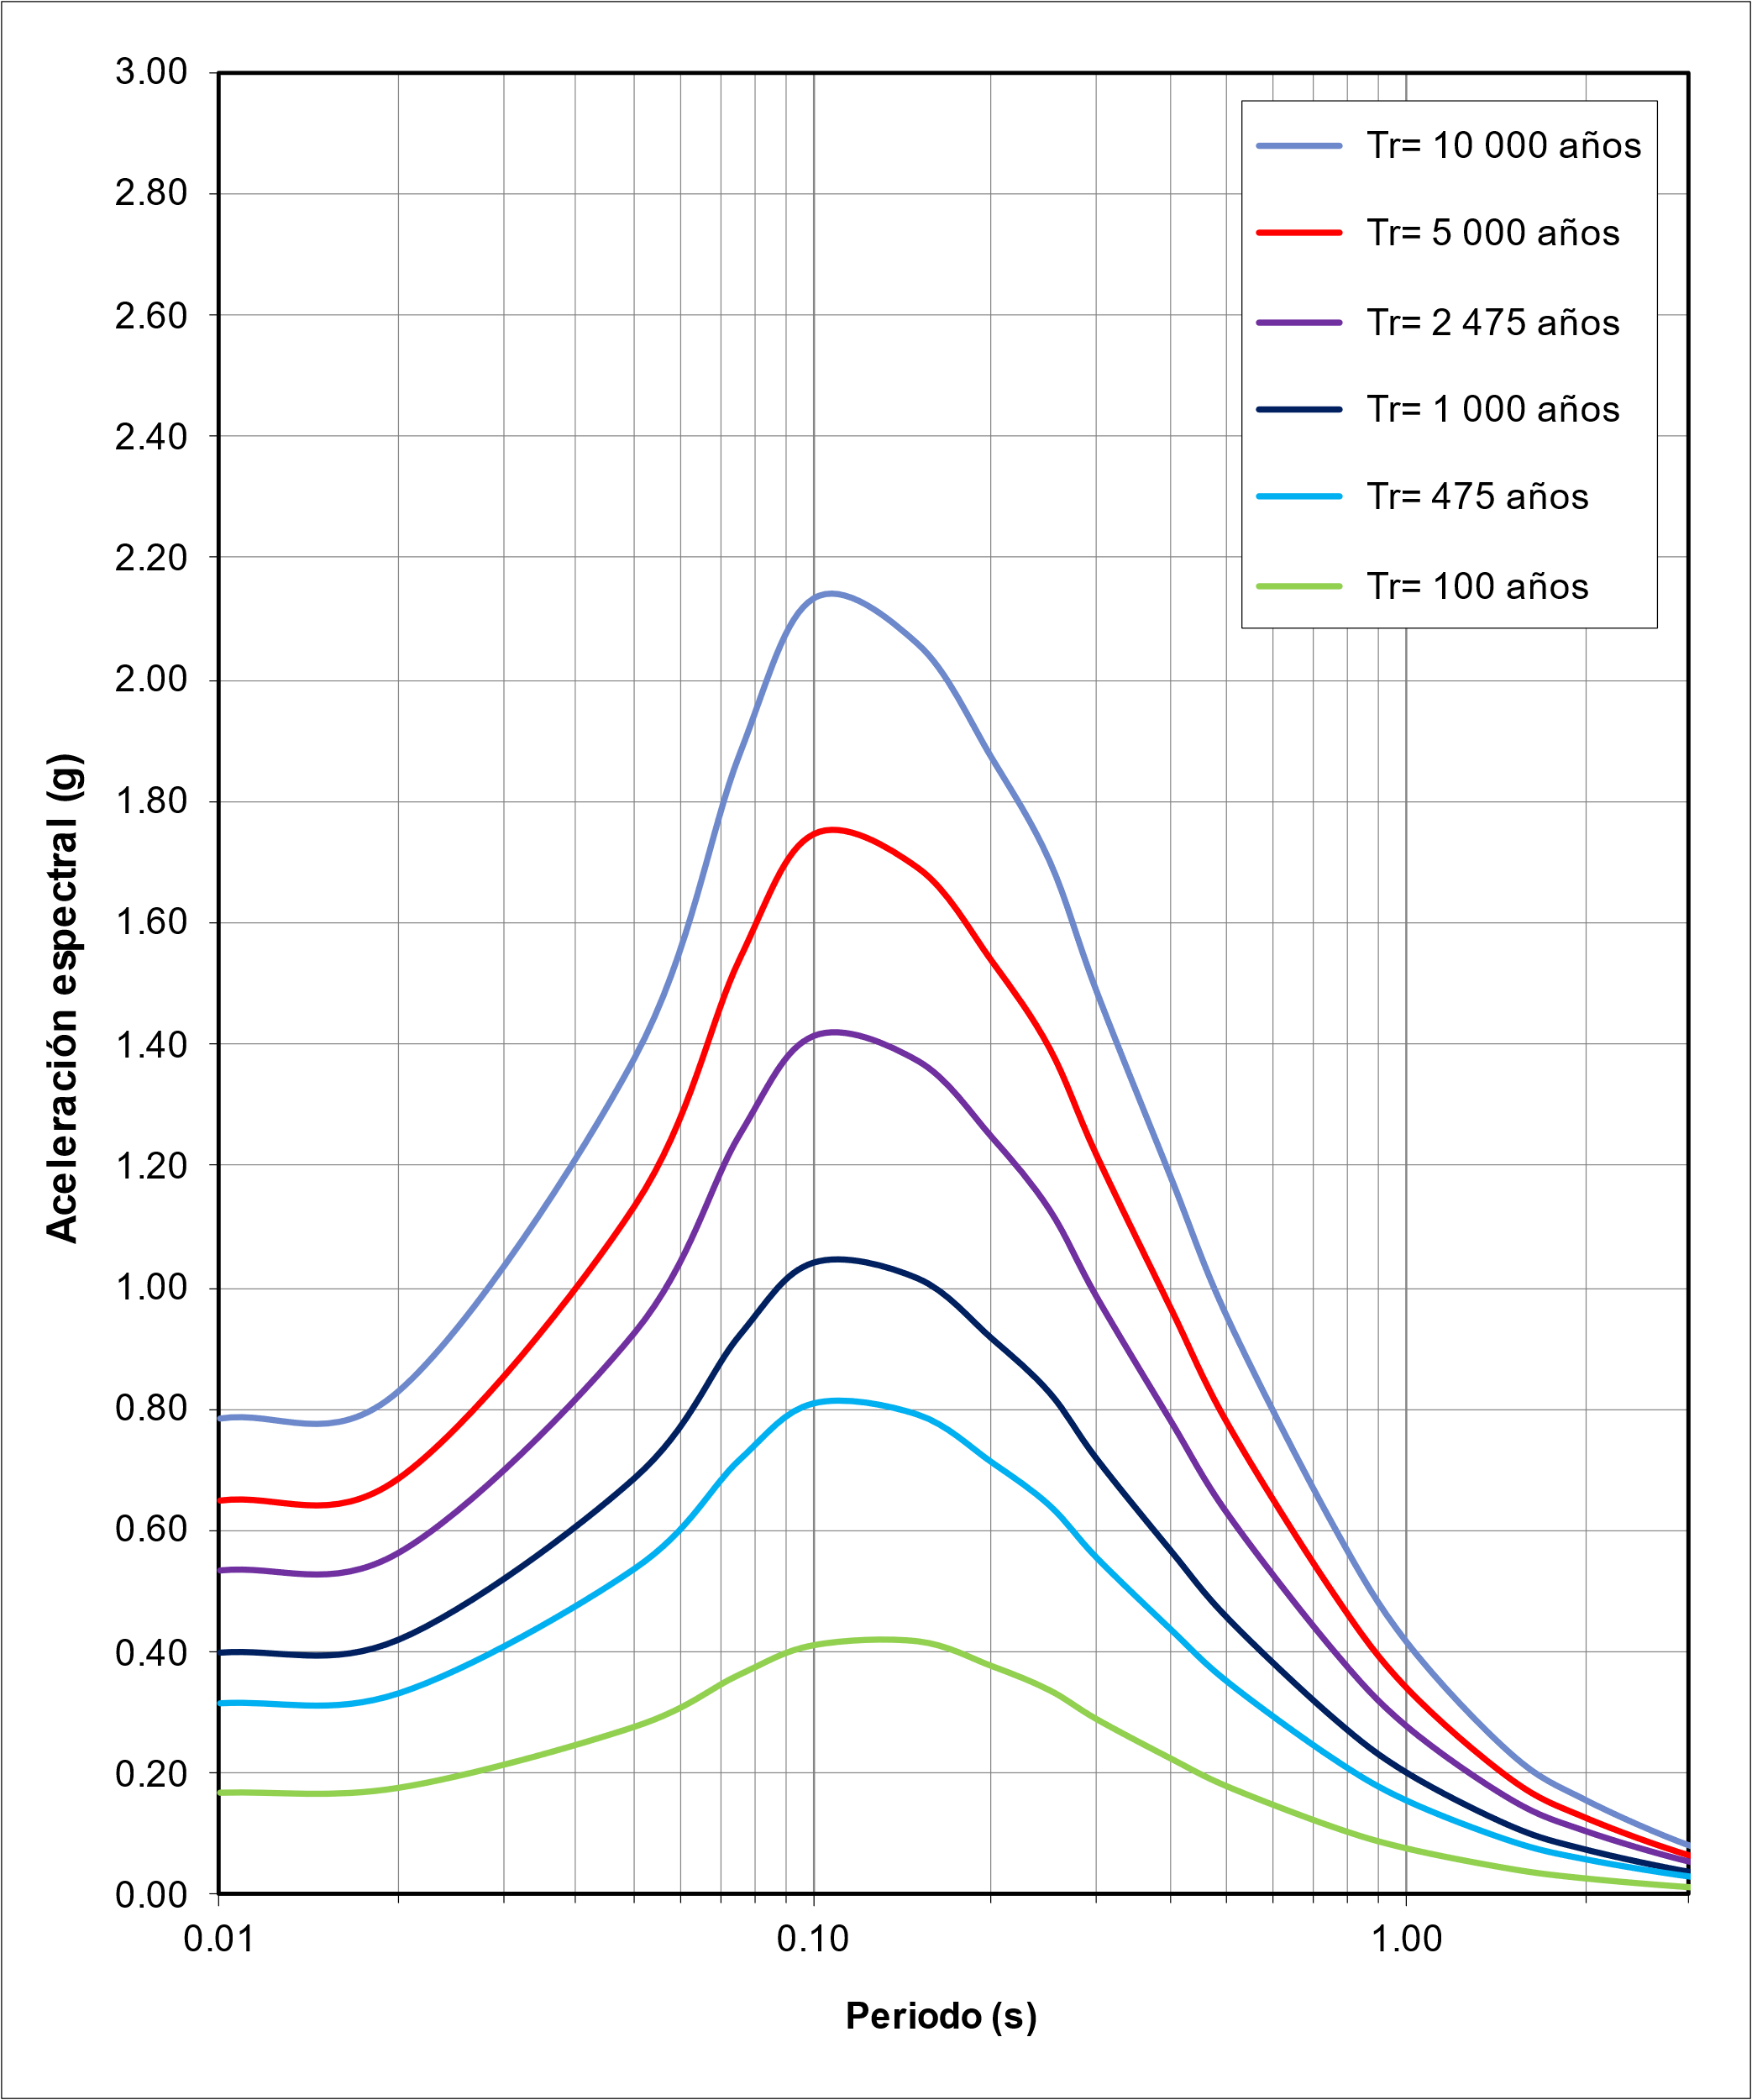 3.00
2.80
2.60
2.40
2.20
2.00
1.80
1.60
1.40
1.20
1.00
0.80
0.60
0.40
0.20
0.00
Aceleración espectral (g)
Tr= 10 000 años
Tr= 5 000 años
Tr= 2 475 años
Tr= 1 000 años
Tr= 475 años
Tr= 100 años
0.01 0.10 1.00
Periodo (s)